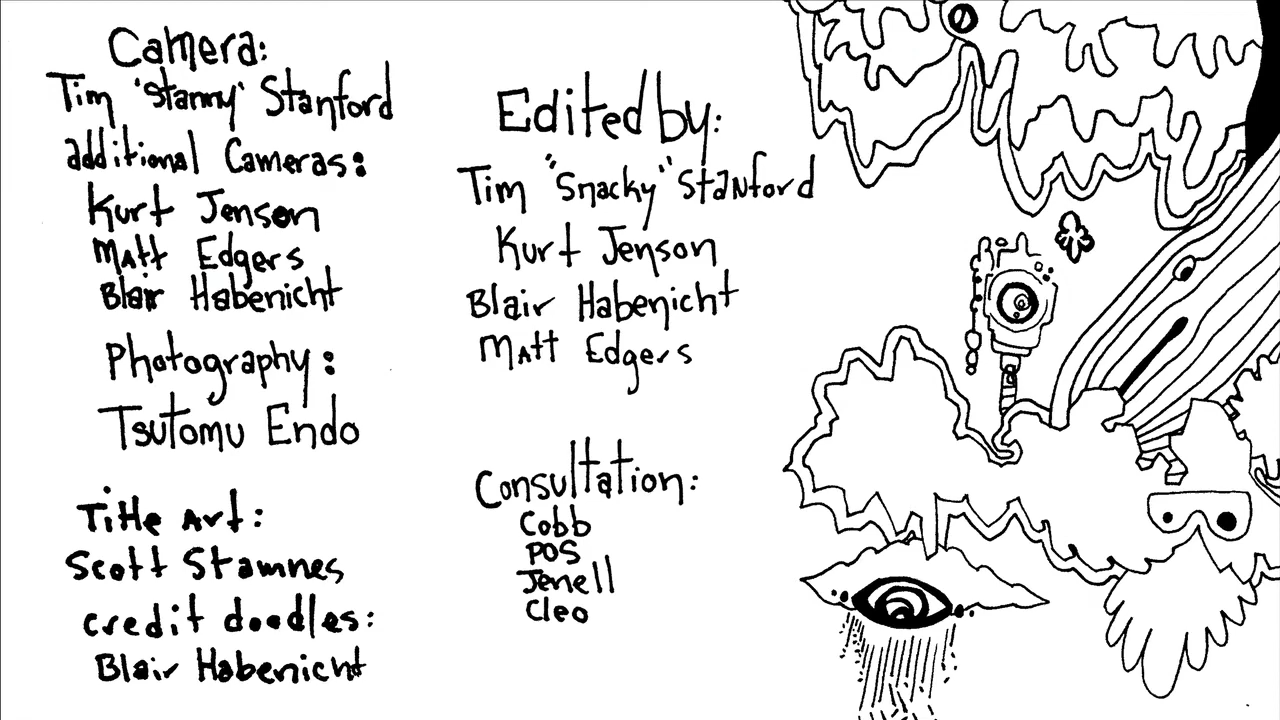 Camera:
Tim 'Stanny' Stanford
additional Cameras:
Kurt Jenson
Matt Edgers
Blair Habenicht
Photography:
Tsutomu Endo
Title Art:
Scott Stamnes
credit doodles:
Blair Habenicht
Edited by:
Tim "Snacky" Stanford
Kurt Jenson
Blair Habenicht
Matt Edgers
Consultation:
Cobb
POS
Jenell
Cleo